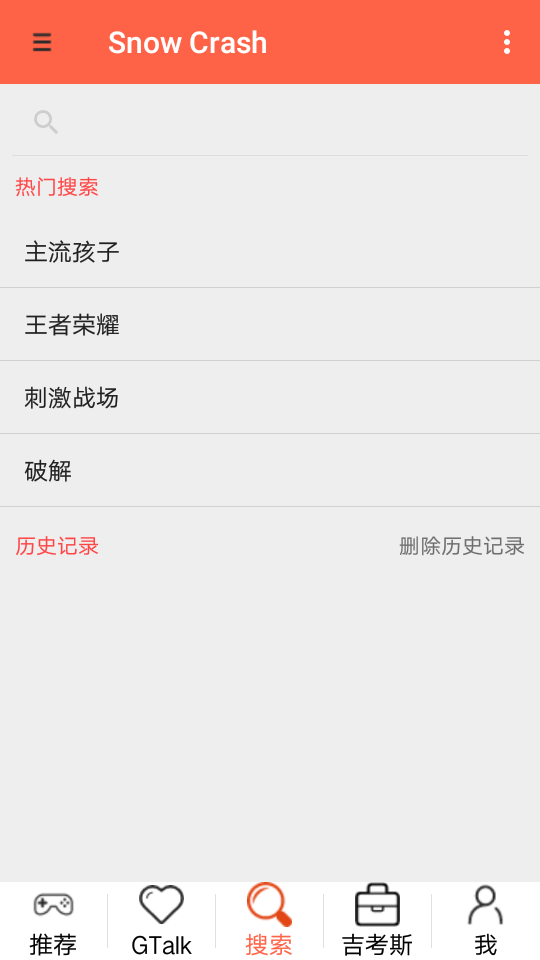 Snow Crash
热门搜索
主流孩子
王者荣耀
刺激战场
破解
历史记录 删除历史记录
推荐 GTalk 搜索 吉考斯 我